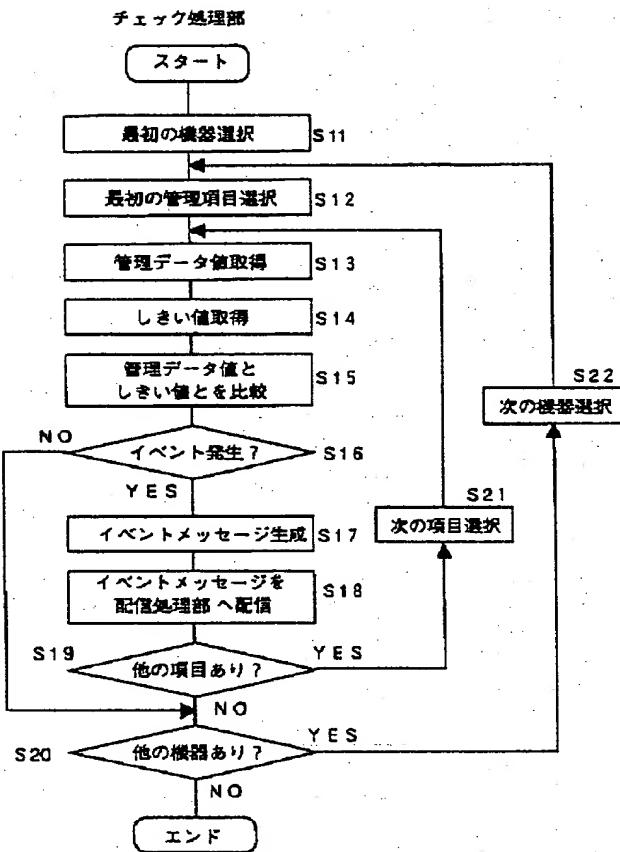 チェック処理部
スタート
最初の機器選択 S11
最初の管理項目選択 S12
管理データ値取得 S13
しきい値取得 S14
管理データ値と
しきい値とを比較 S15
S22
次の機器選択
NO
イベント発生? S16
YES
S21
次の項目選択
イベントメッセージ生成 S17
イベントメッセージを
配信処理部へ配信 S18
S19
他の項目あり? YES
NO
S20
他の機器あり? YES
NO
エンド